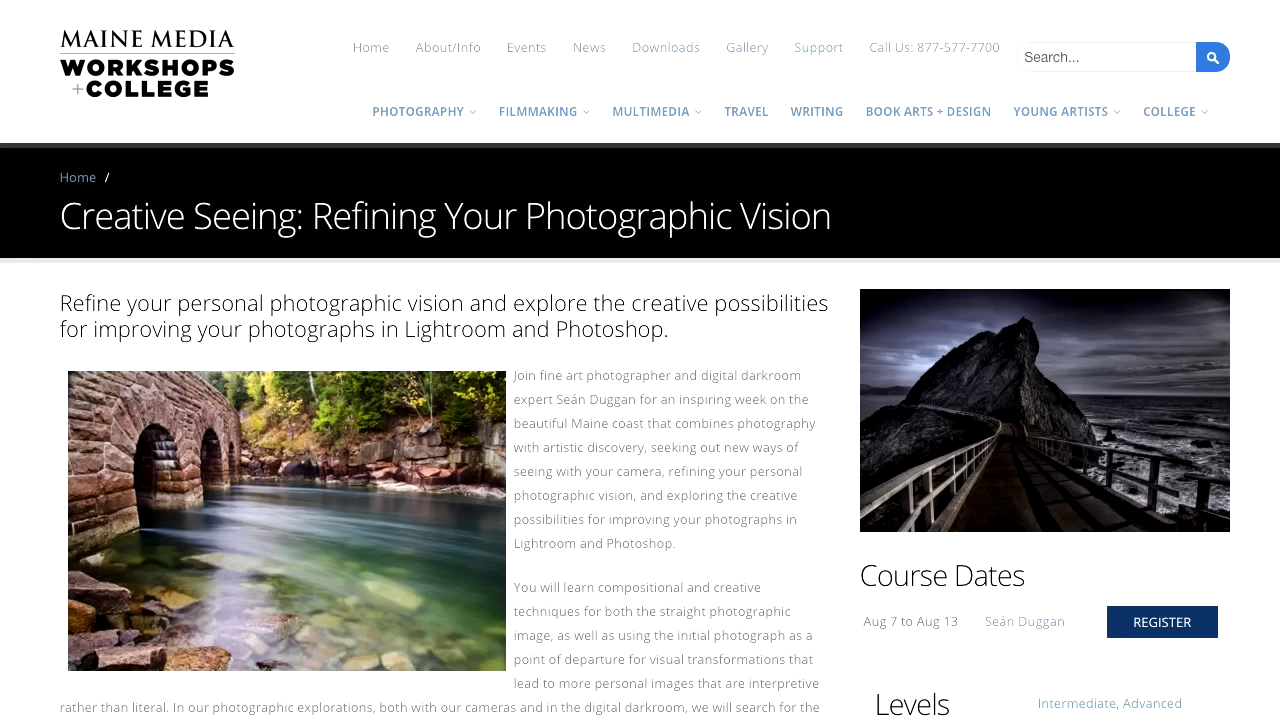 MAINE MEDIA
WORKSHOPS
+COLLEGE
Home About/Info Events News Downloads Gallery Support Call Us: 877-577-7700
Search...
PHOTOGRAPHY FILMMAKING MULTIMEDIA TRAVEL WRITING BOOK ARTS + DESIGN YOUNG ARTISTS COLLEGE
Home /
Creative Seeing: Refining Your Photographic Vision
Refine your personal photographic vision and explore the creative possibilities
for improving your photographs in Lightroom and Photoshop.
Join fine art photographer and digital darkroom
expert Seán Duggan for an inspiring week on the
beautiful Maine coast that combines photography
with artistic discovery, seeking out new ways of
seeing with your camera, refining your personal
photographic vision, and exploring the creative
possibilities for improving your photographs in
Lightroom and Photoshop.
You will learn compositional and creative
techniques for both the straight photographic
image, as well as using the initial photograph as a
point of departure for visual transformations that
lead to more personal images that are interpretive
rather than literal. In our photographic explorations, both with our cameras and in the digital darkroom, we will search for the
Course Dates
Aug 7 to Aug 13 Seán Duggan REGISTER
Levels Intermediate, Advanced